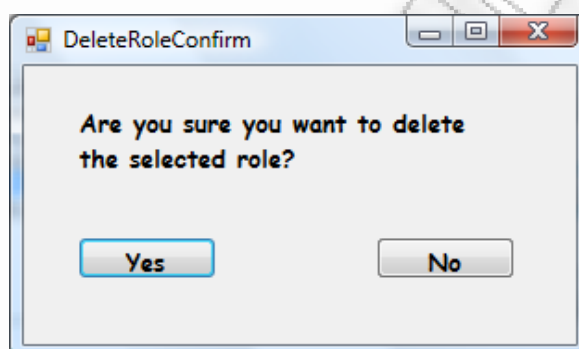 DeleteRoleConfirm
Are you sure you want to delete
the selected role?
Yes
No